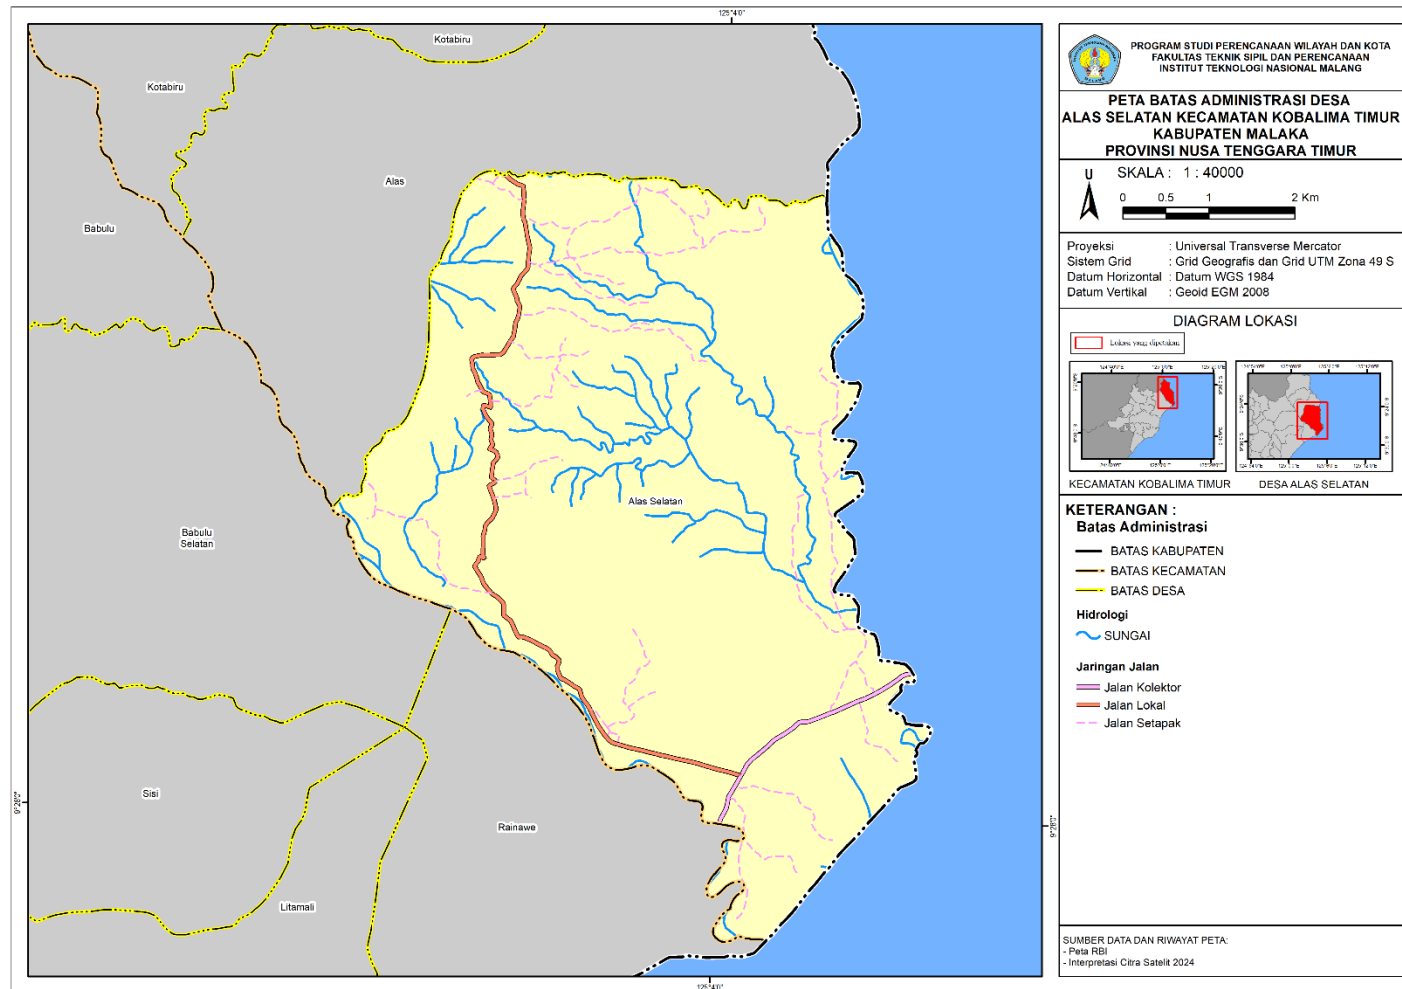 125°4'0"
Kotabiru
Kotabiru
Alas
Babulu
Alas Selatan
Babulu
Selatan
Sisi
Rainawe
Litamali
9°28'0"
9°28'0"
125°4'0"
PROGRAM STUDI PERENCANAAN WILAYAH DAN KOTA
FAKULTAS TEKNIK SIPIL DAN PERENCANAAN
INSTITUT TEKNOLOGI NASIONAL MALANG
PETA BATAS ADMINISTRASI DESA
ALAS SELATAN KECAMATAN KOBALIMA TIMUR
KABUPATEN MALAKA
PROVINSI NUSA TENGGARA TIMUR
SKALA : 1 : 40000
U
0 0.5 1 2 Km
Proyeksi : Universal Transverse Mercator
Sistem Grid : Grid Geografis dan Grid UTM Zona 49 S
Datum Horizontal : Datum WGS 1984
Datum Vertikal : Geoid EGM 2008
DIAGRAM LOKASI
Lokasi yang dipetakan
KECAMATAN KOBALIMA TIMUR
DESA ALAS SELATAN
KETERANGAN :
Batas Administrasi
BATAS KABUPATEN
BATAS KECAMATAN
BATAS DESA
Hidrologi
SUNGAI
Jaringan Jalan
Jalan Kolektor
Jalan Lokal
Jalan Setapak
SUMBER DATA DAN RIWAYAT PETA:
- Peta RBI
- Interpretasi Citra Satelit 2024